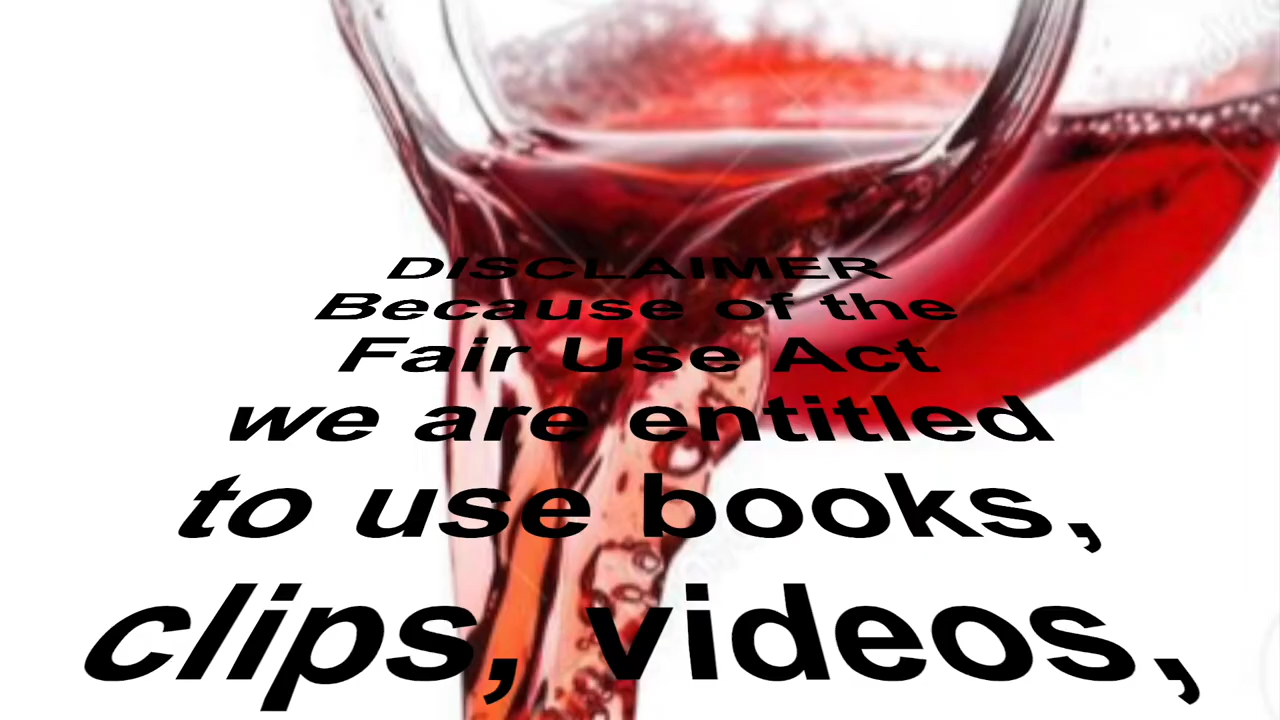 DISCLAIMER
Because of the
Fair Use Act
we are entitled
to use books,
clips, videos,